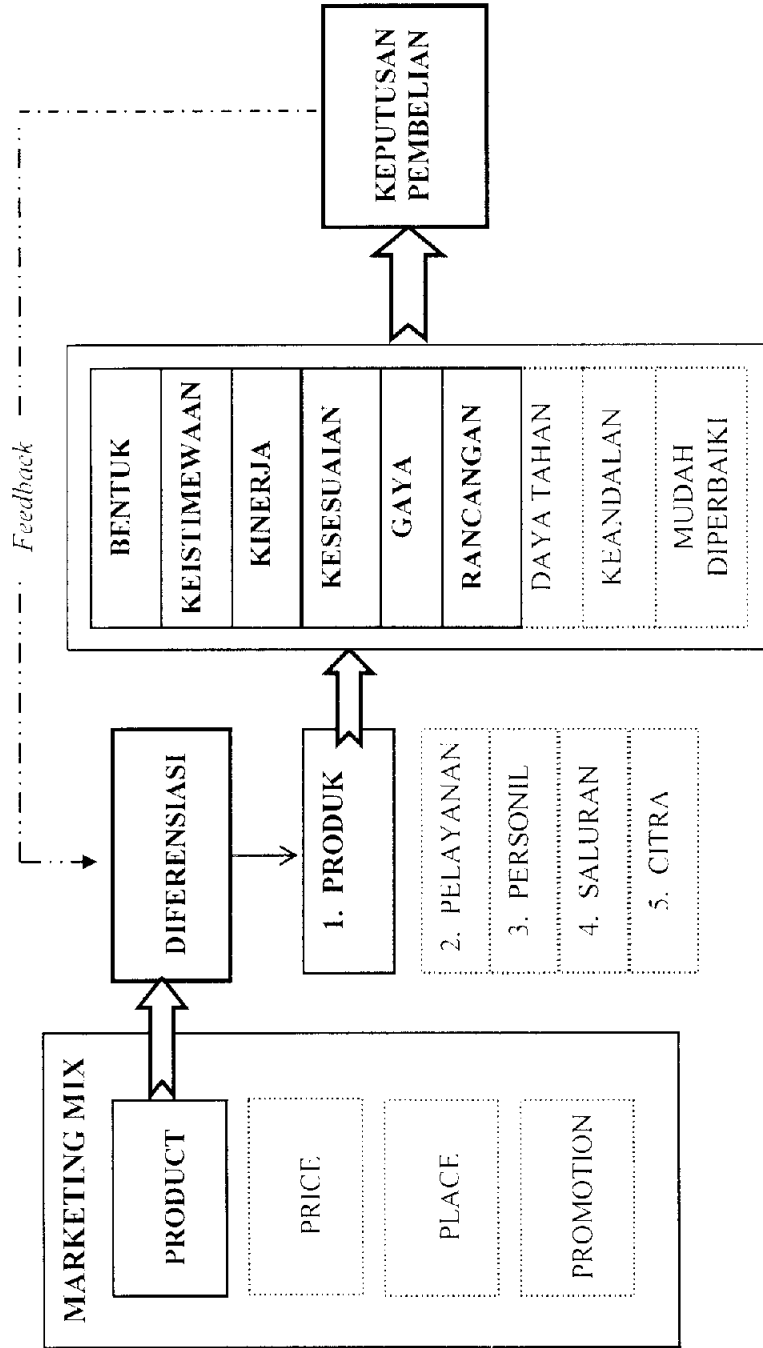 MARKETING MIX
PRODUCT
PRICE
PLACE
PROMOTION
DIFERENSIASI
1. PRODUK
2. PELAYANAN
3. PERSONIL
4. SALURAN
5. CITRA
Feedback
BENTUK
KEISTIMEWAAN
KINERJA
KESESUAIAN
GAYA
RANCANGAN
DAYA TAHAN
KEANDALAN
MUDAH
DIPERBAIKI
KEPUTUSAN
PEMBELIAN